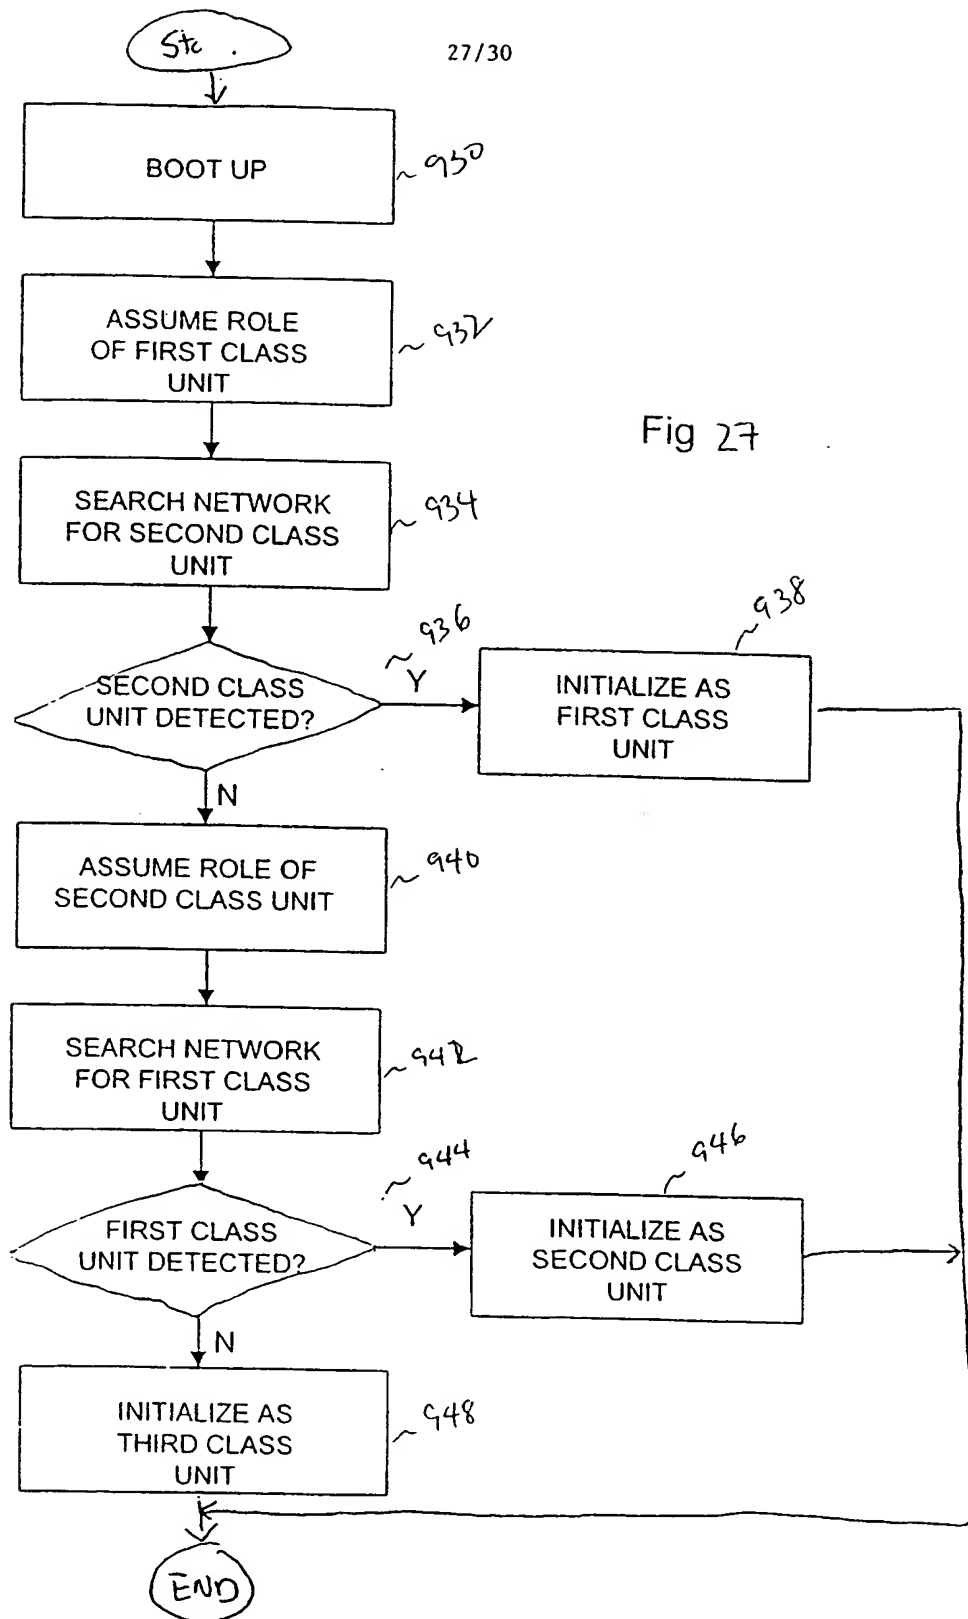 27/30
BOOT UP
930
ASSUME ROLE
OF FIRST CLASS
UNIT
932
Fig 27
SEARCH NETWORK
FOR SECOND CLASS
UNIT
934
SECOND CLASS
UNIT DETECTED?
936
Y
INITIALIZE AS
FIRST CLASS
UNIT
938
N
ASSUME ROLE OF
SECOND CLASS UNIT
940
SEARCH NETWORK
FOR FIRST CLASS
UNIT
942
FIRST CLASS
UNIT DETECTED?
944
Y
INITIALIZE AS
SECOND CLASS
UNIT
946
N
INITIALIZE AS
THIRD CLASS
UNIT
948
END